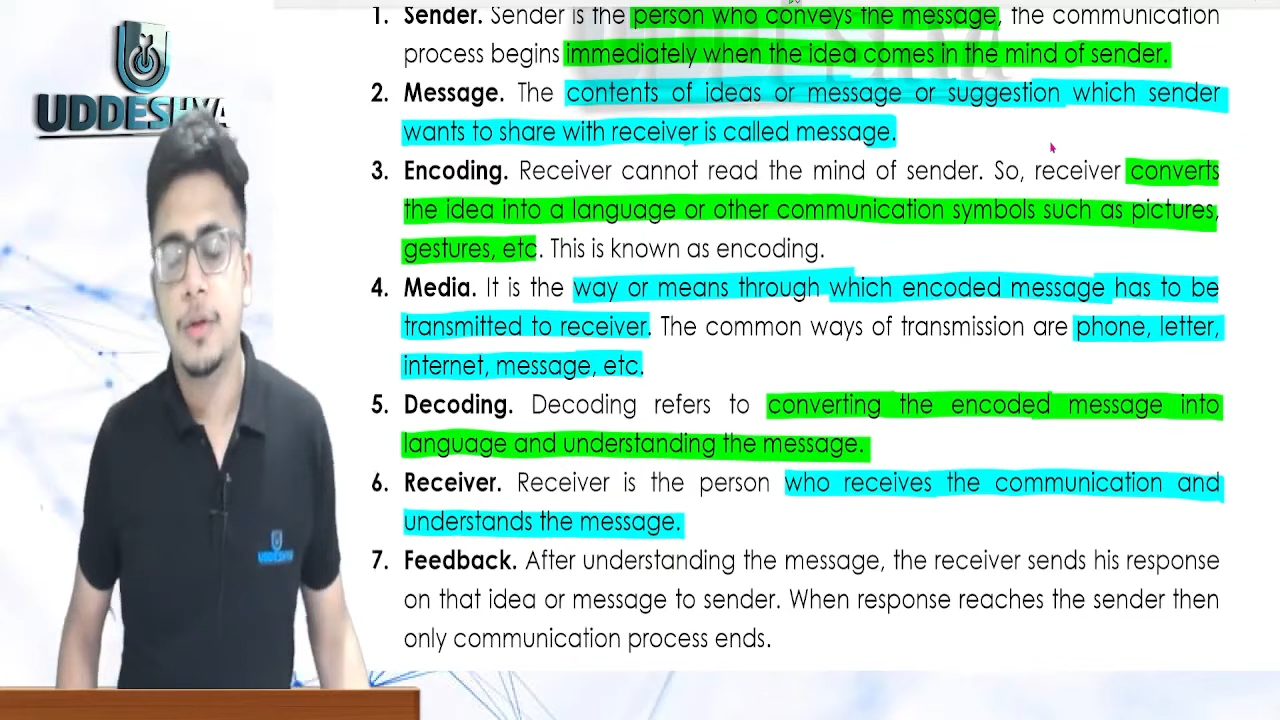 1. Sender. Sender is the person who conveys the message, the communication
process begins immediately when the idea comes in the mind of sender.
UDDESHYA
2. Message. The contents of ideas or message or suggestion which sender
wants to share with receiver is called message.
3. Encoding. Receiver cannot read the mind of sender. So, receiver converts
the idea into a language or other communication symbols such as pictures,
gestures, etc. This is known as encoding.
4. Media. It is the way or means through which encoded message has to be
transmitted to receiver. The common ways of transmission are phone, letter,
internet, message, etc.
5. Decoding. Decoding refers to converting the encoded message into
language and understanding the message.
6. Receiver. Receiver is the person who receives the communication and
understands the message.
UDDESHYA
7. Feedback. After understanding the message, the receiver sends his response
on that idea or message to sender. When response reaches the sender then
only communication process ends.